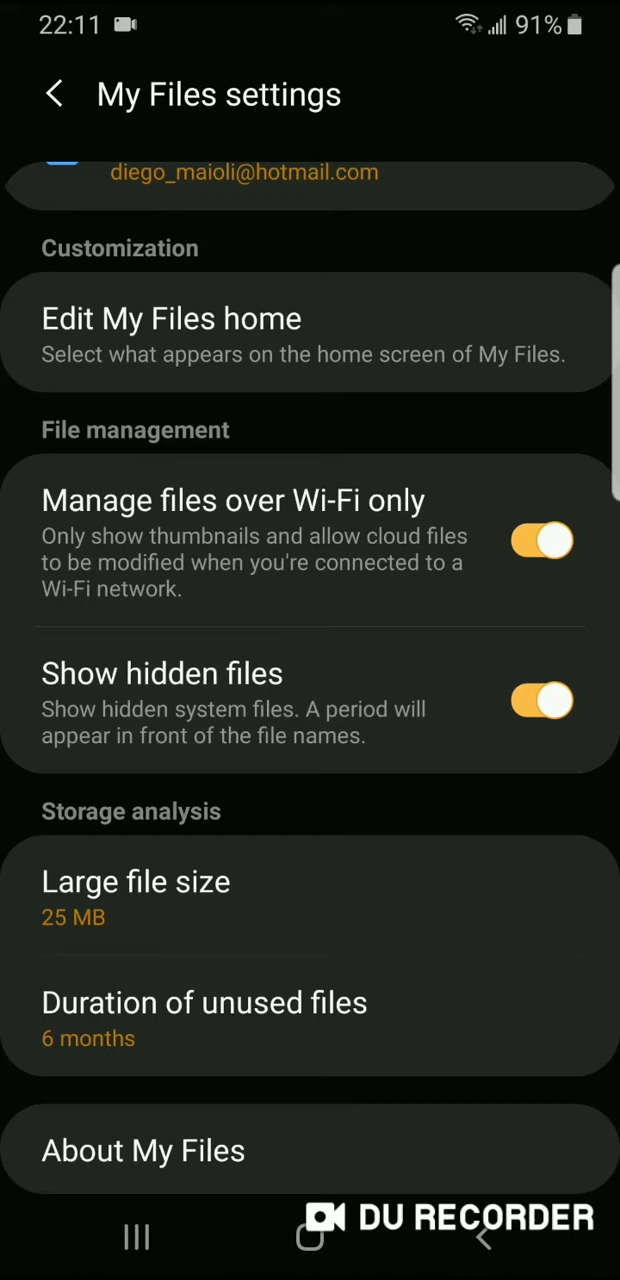 22:11
91%
My Files settings
diego_maioli@hotmail.com
Customization
Edit My Files home
Select what appears on the home screen of My Files.
File management
Manage files over Wi-Fi only
Only show thumbnails and allow cloud files
to be modified when you're connected to a
Wi-Fi network.
Show hidden files
Show hidden system files. A period will
appear in front of the file names.
Storage analysis
Large file size
25 MB
Duration of unused files
6 months
About My Files
DU RECORDER